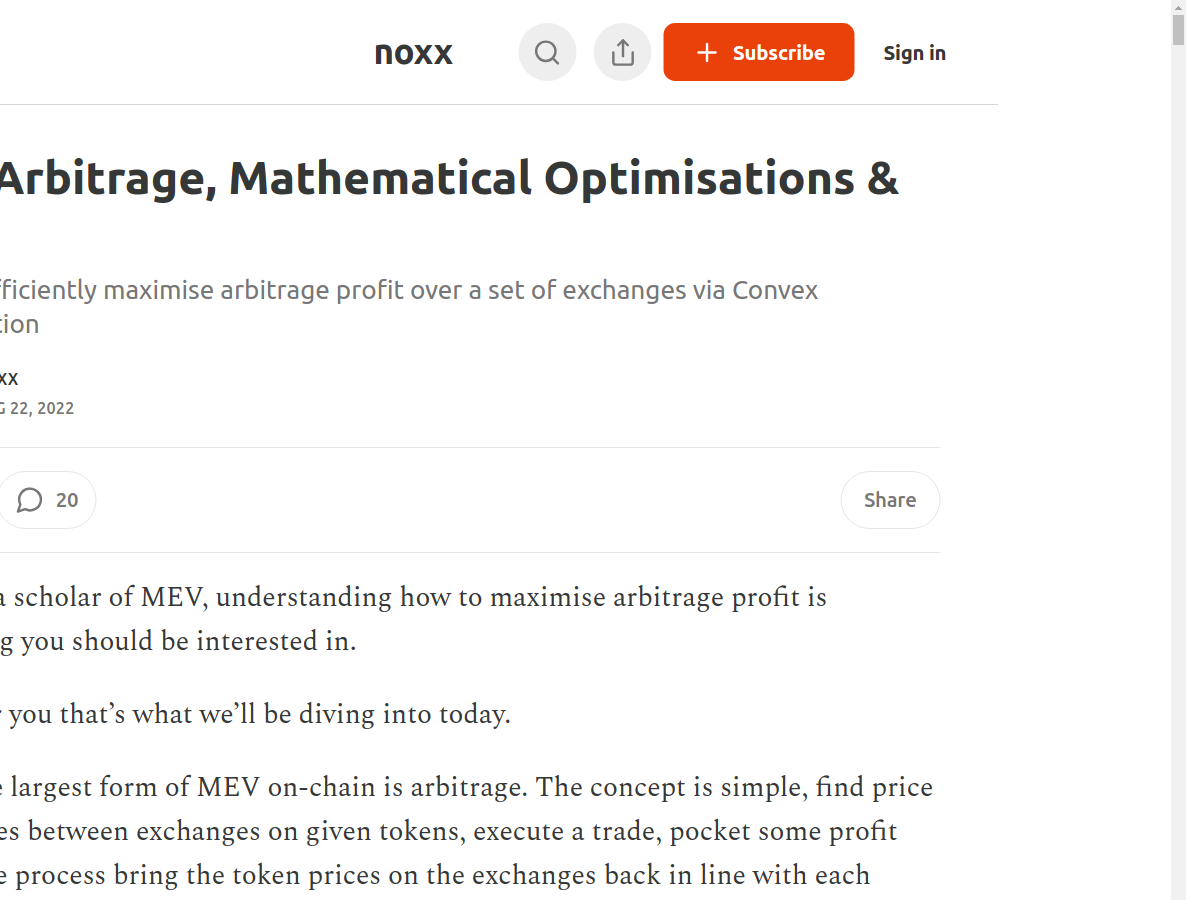 noxx
Subscribe
Sign in
Arbitrage, Mathematical Optimisations &
efficiently maximise arbitrage profit over a set of exchanges via Convex
22, 2022
20
Share
a scholar of MEV, understanding how to maximise arbitrage profit is
you should be interested in.
you that’s what we’ll be diving into today.
largest form of MEV on-chain is arbitrage. The concept is simple, find price
between exchanges on given tokens, execute a trade, pocket some profit
process bring the token prices on the exchanges back in line with each